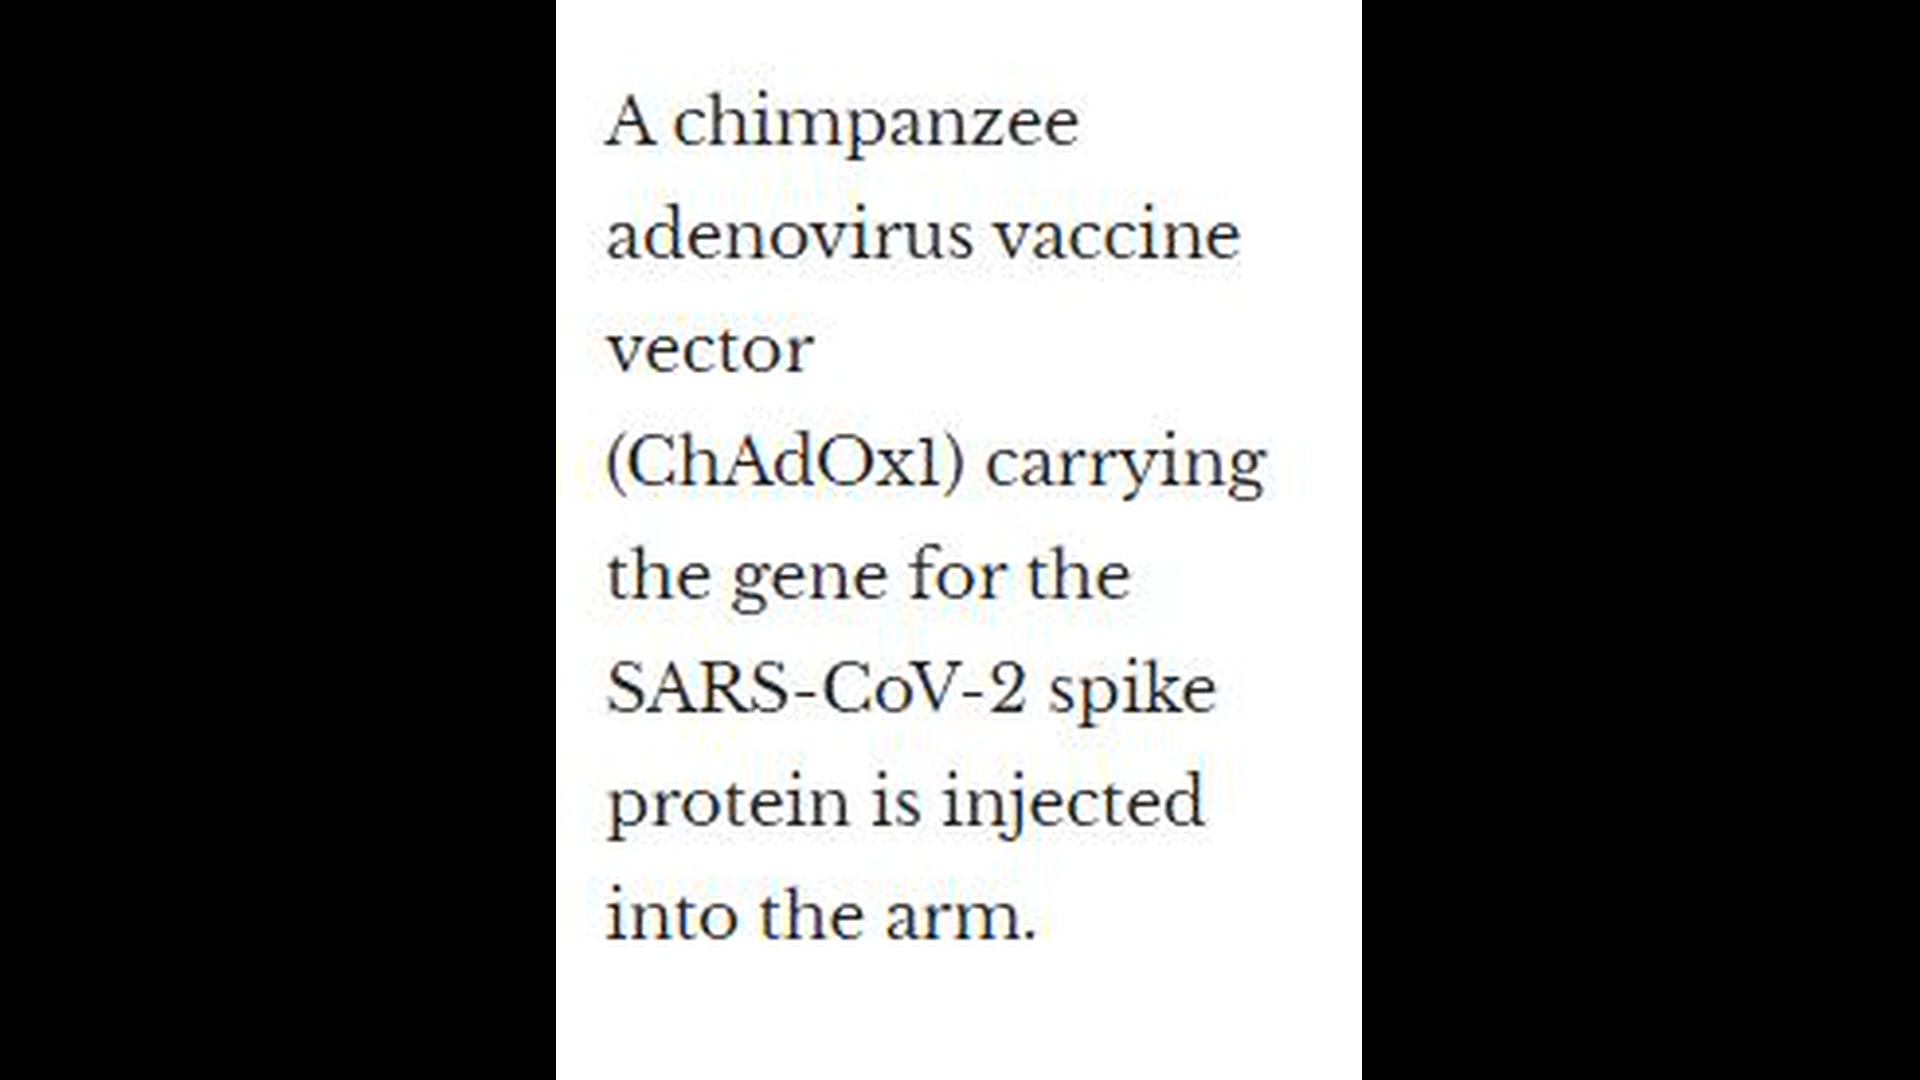 A chimpanzee
adenovirus vaccine
vector
(ChAdOx1) carrying
the gene for the
SARS-CoV-2 spike
protein is injected
into the arm.